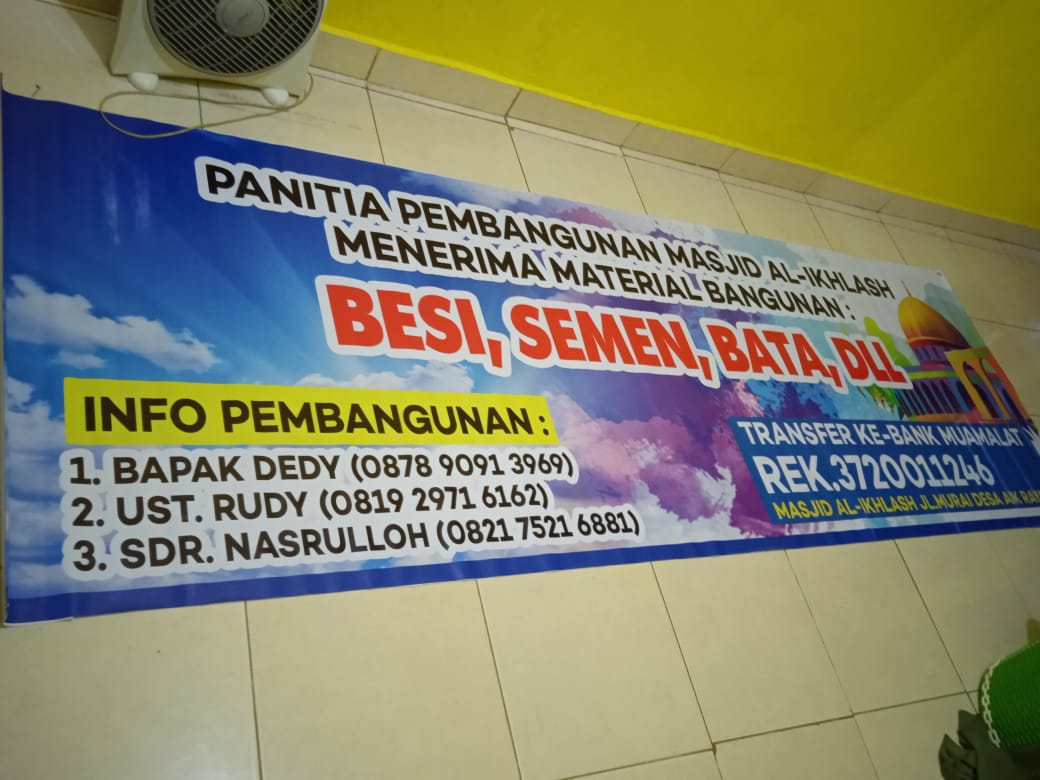 PANITIA PEMBANGUNAN MASJID AL-IKHLASH
MENERIMA MATERIAL BANGUNAN :
BESI, SEMEN, BATA, DLL
INFO PEMBANGUNAN :
1. BAPAK DEDY (0878 9091 3969)
2. UST. RUDY (0819 2971 6162)
3. SDR. NASRULLOH (0821 7521 6881)
TRANSFER KE-BANK MUAMALAT
REK.3720011246
MASJID AL-IKHLASH JL.MURAI DESA AIK